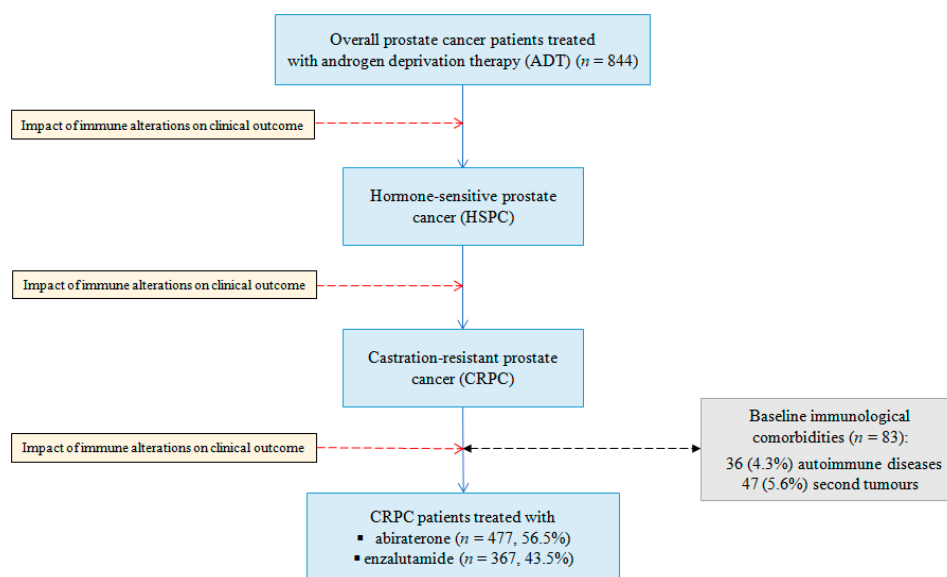 Overall prostate cancer patients treated
with androgen deprivation therapy (ADT) (n = 844)
Impact of immune alterations on clinical outcome
Hormone-sensitive prostate
cancer (HSPC)
Impact of immune alterations on clinical outcome
Castration-resistant prostate
cancer (CRPC)
Baseline immunological
comorbidities (n = 83):
36 (4.3%) autoimmune diseases
47 (5.6%) second tumours
Impact of immune alterations on clinical outcome
CRPC patients treated with
▪ abiraterone (n = 477, 56.5%)
▪ enzalutamide (n = 367, 43.5%)